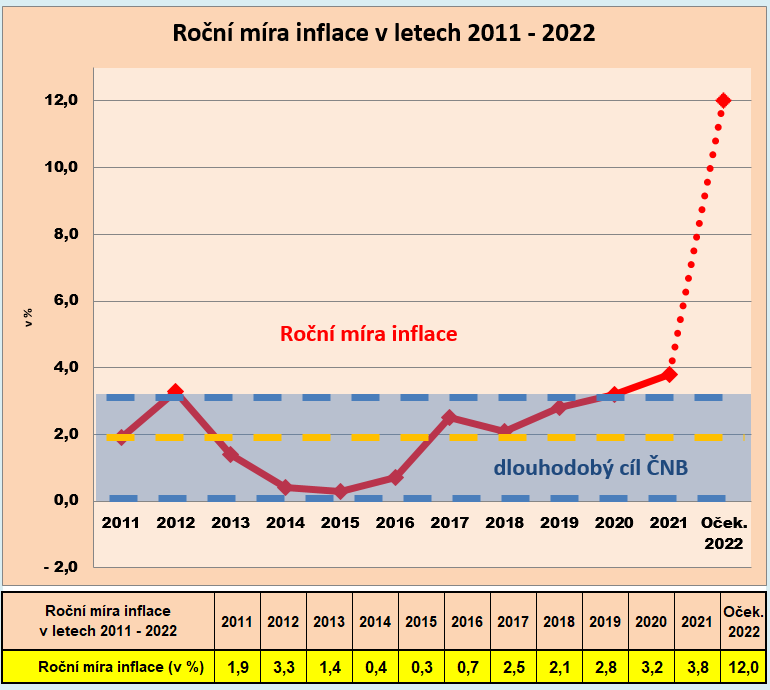 Roční míra inflace v letech 2011 - 2022
12,0
10,0
8,0
6,0
4,0
2,0
0,0
- 2,0
v %
Roční míra inflace
dlouhodobý cíl ČNB
2011 2012 2013 2014 2015 2016 2017 2018 2019 2020 2021 Oček.
2022
Roční míra inflace
v letech 2011 - 2022
2011 2012 2013 2014 2015 2016 2017 2018 2019 2020 2021 Oček.
2022
Roční míra inflace (v %) 1,9 3,3 1,4 0,4 0,3 0,7 2,5 2,1 2,8 3,2 3,8 12,0